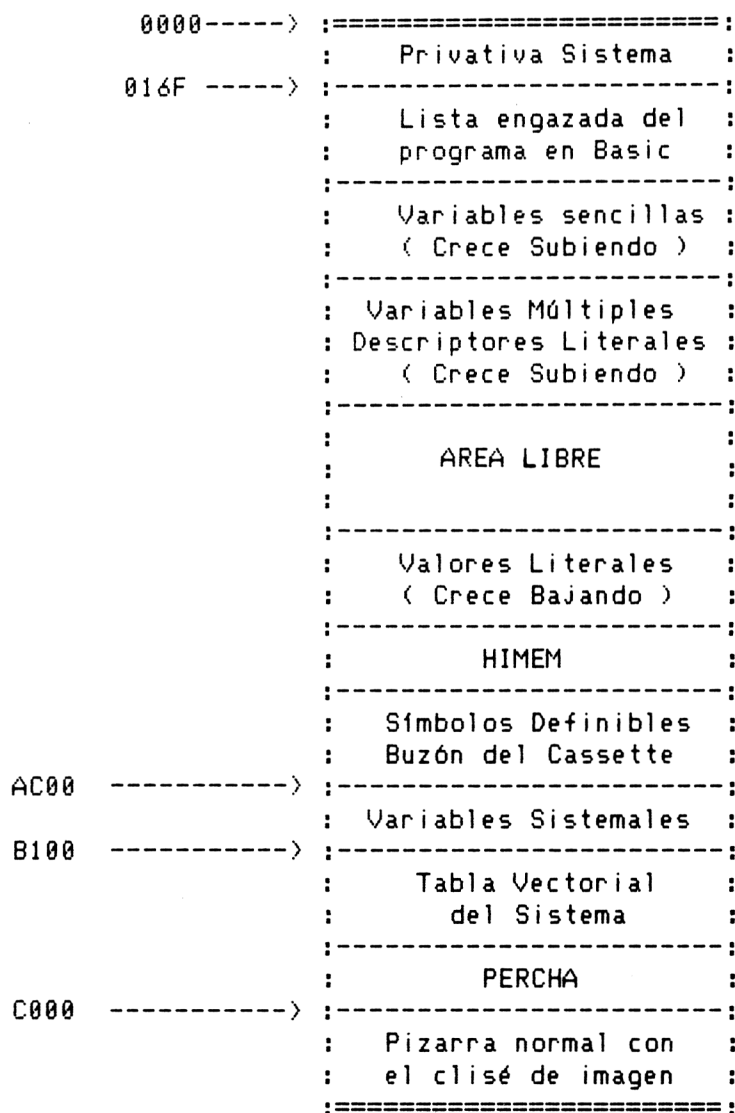 0000-----> :========================:
: Privativa Sistema :
016F -----> :------------------------:
: Lista engazada del :
: programa en Basic :
:------------------------:
: Variables sencillas :
: ( Crece Subiendo ) :
:------------------------:
: Variables Múltiples :
: Descriptores Literales :
: ( Crece Subiendo ) :
:------------------------:
: :
: AREA LIBRE :
: :
:------------------------:
: Valores Literales :
: ( Crece Bajando ) :
:------------------------:
: HIMEM :
:------------------------:
: Símbolos Definibles :
: Buzón del Cassette :
AC00 -----------> :------------------------:
: Variables Sistemales :
B100 -----------> :------------------------:
: Tabla Vectorial :
: del Sistema :
:------------------------:
: PERCHA :
C000 -----------> :------------------------:
: Pizarra normal con :
: el clisé de imagen :
:========================: